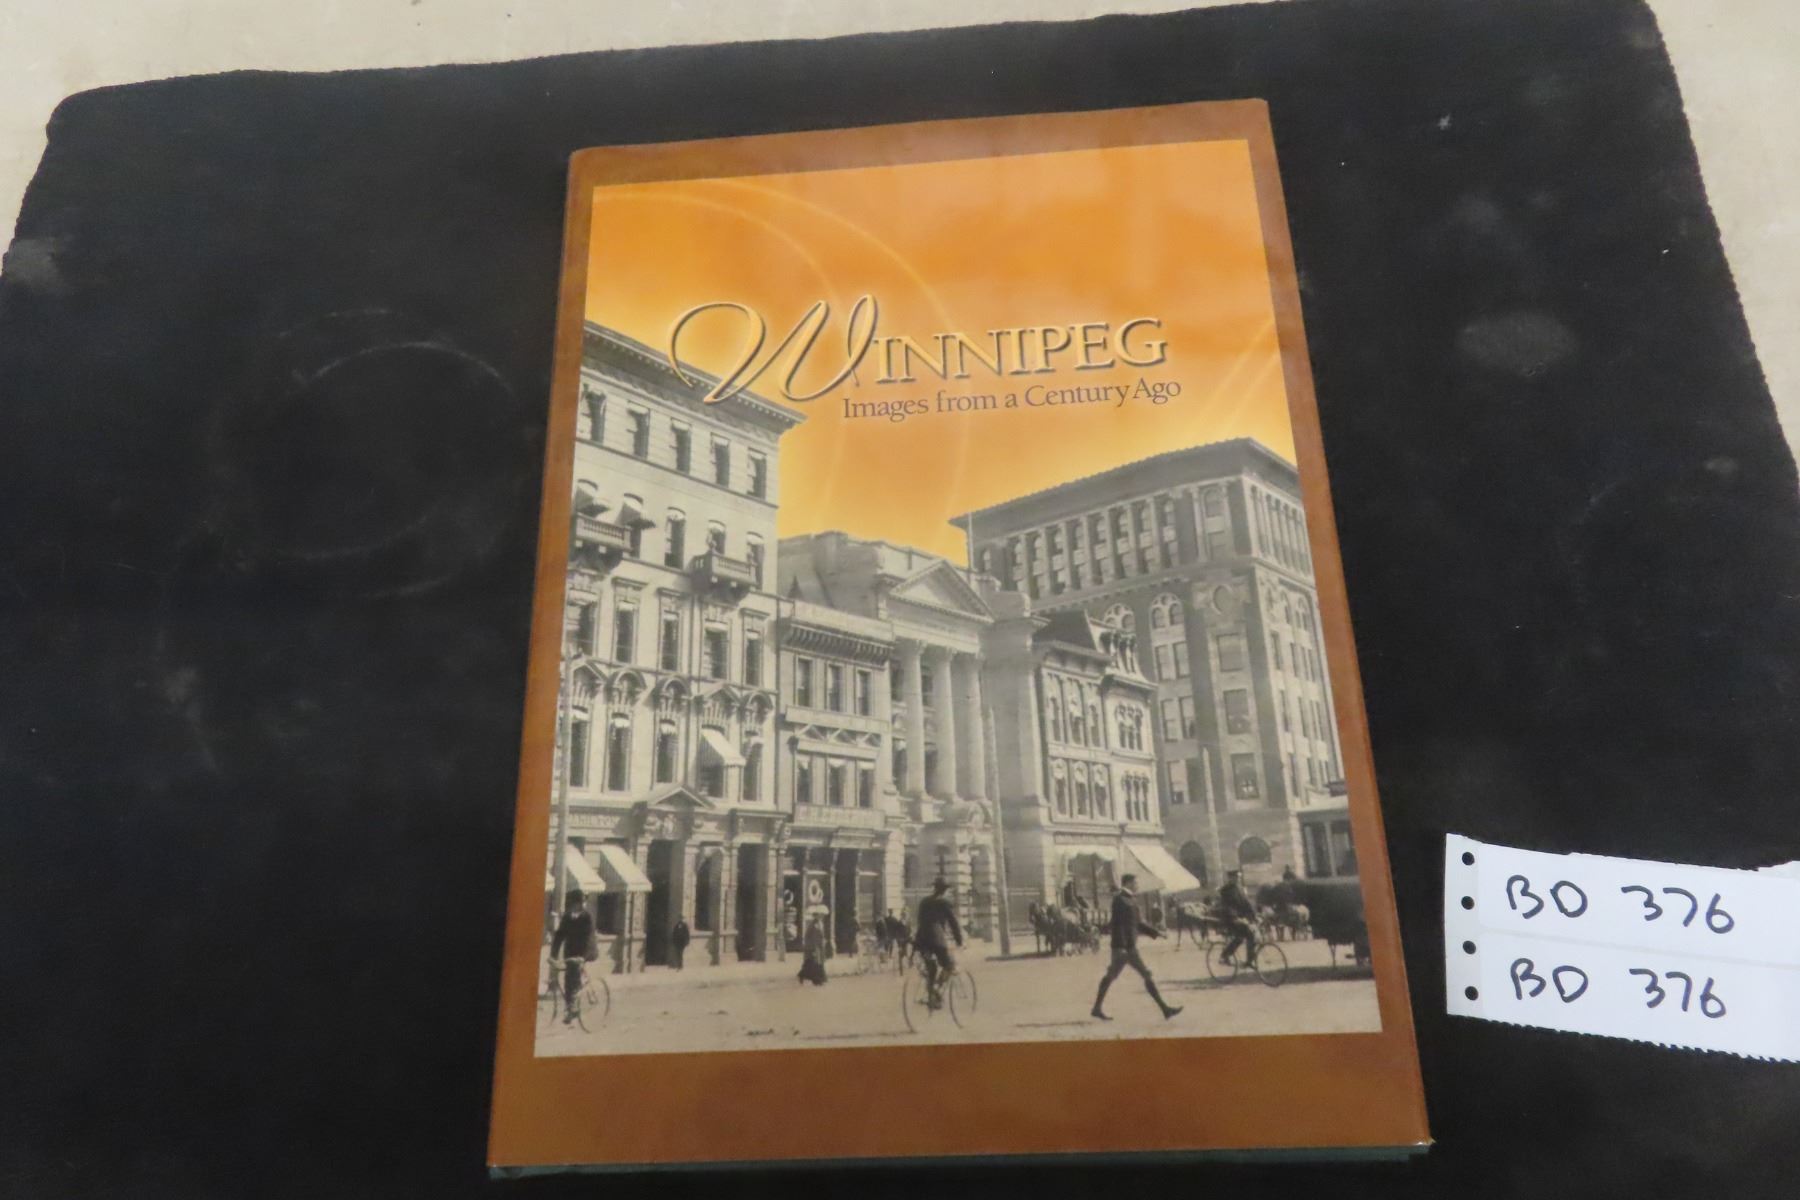 WINNIPEG
Images from a Century Ago
BD 376
BD 376